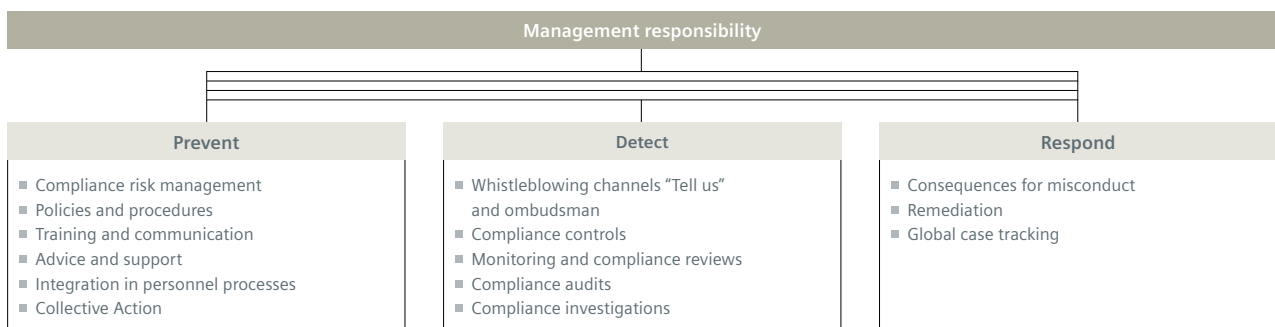 Management responsibility
Prevent
Compliance risk management
Policies and procedures
Training and communication
Advice and support
Integration in personnel processes
Collective Action
Detect
Whistleblowing channels “Tell us”
and ombudsman
Compliance controls
Monitoring and compliance reviews
Compliance audits
Compliance investigations
Respond
Consequences for misconduct
Remediation
Global case tracking